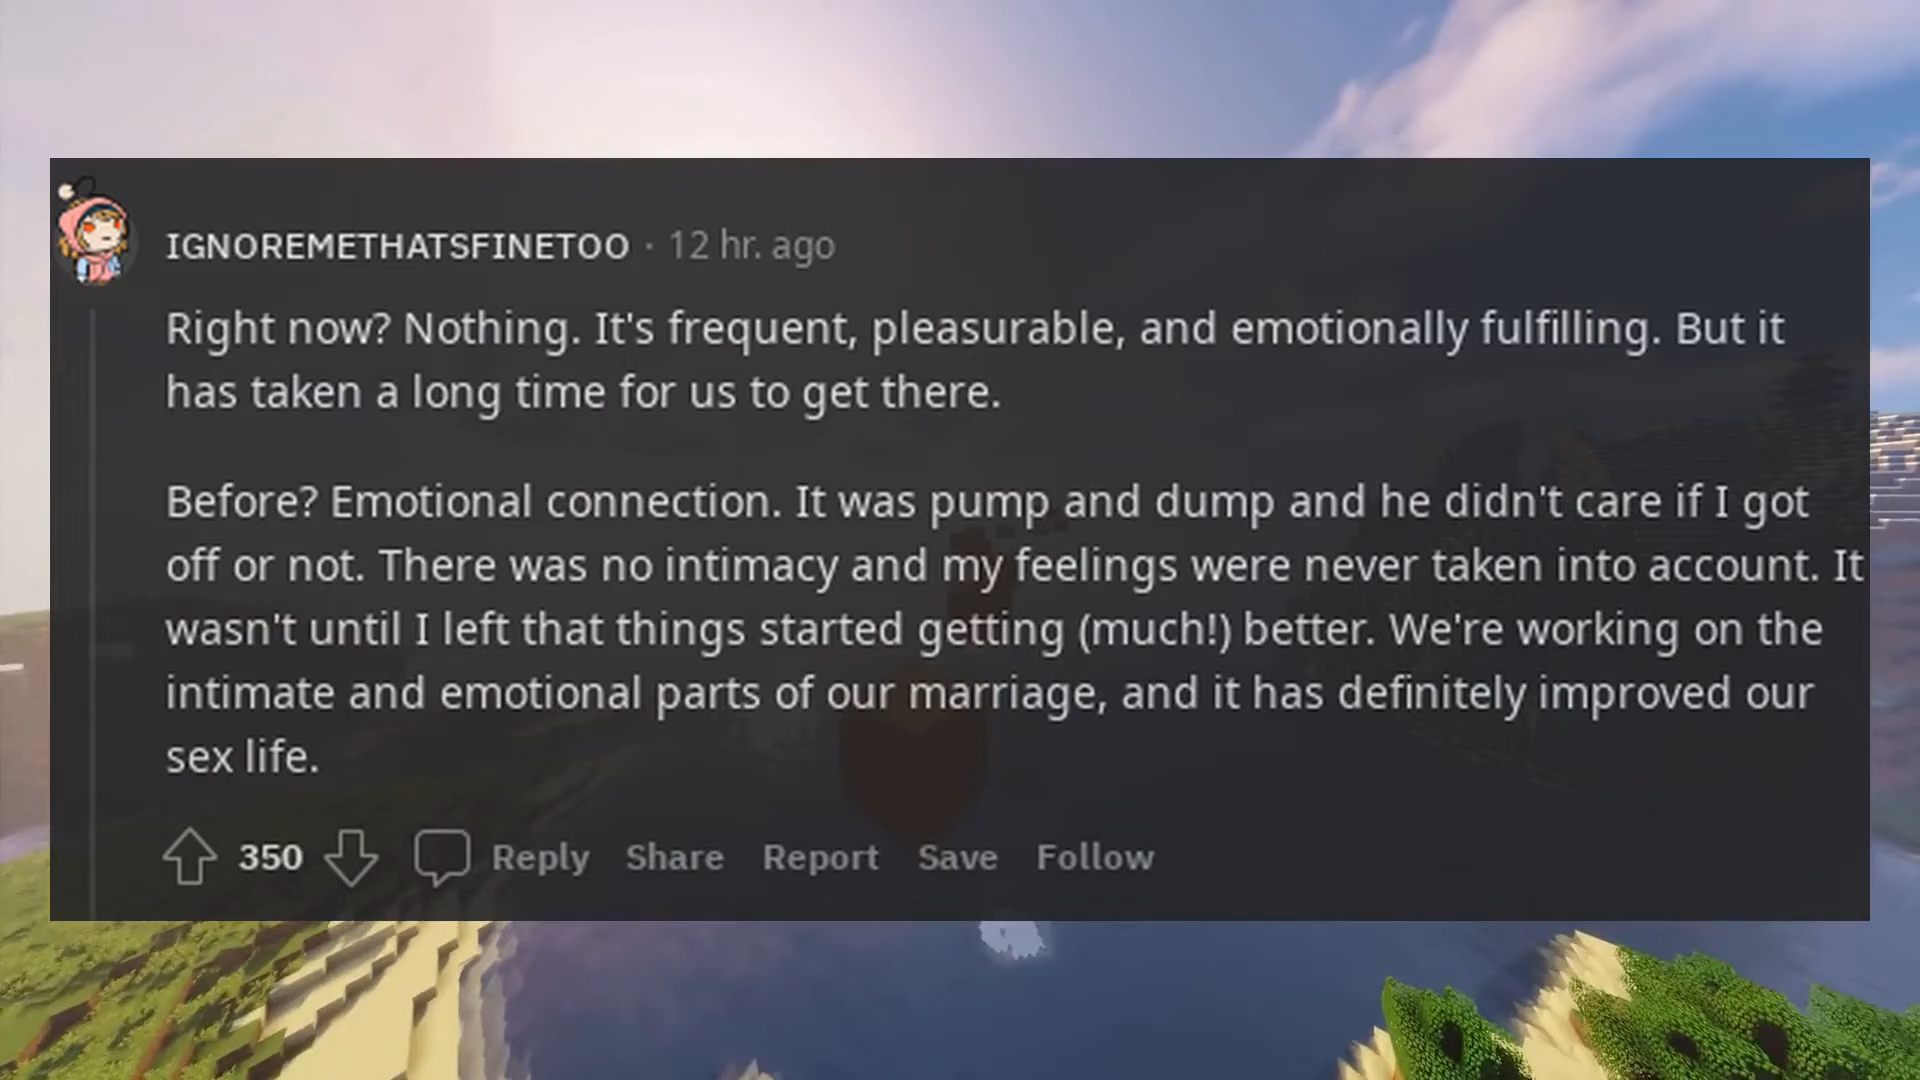 IGNOREMETHATSFINETOO · 12 hr. ago
Right now? Nothing. It's frequent, pleasurable, and emotionally fulfilling. But it
has taken a long time for us to get there.
Before? Emotional connection. It was pump and dump and he didn't care if I got
off or not. There was no intimacy and my feelings were never taken into account. It
wasn't until I left that things started getting (much!) better. We're working on the
intimate and emotional parts of our marriage, and it has definitely improved our
sex life.
350 Reply Share Report Save Follow